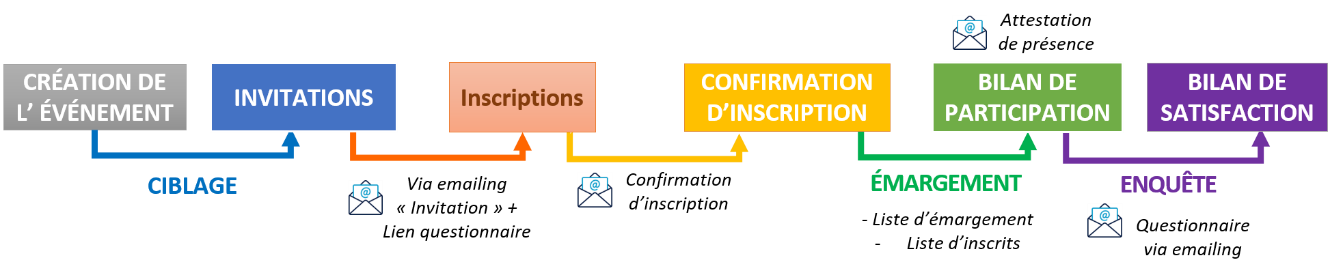 CRÉATION DE
L’ ÉVÉNEMENT
CIBLAGE
INVITATIONS
Via emailing
« Invitation » +
Lien questionnaire
Inscriptions
Confirmation
d’inscription
CONFIRMATION
D’INSCRIPTION
ÉMARGEMENT
- Liste d’émargement
- Liste d’inscrits
Attestation
de présence
BILAN DE
PARTICIPATION
ENQUÊTE
Questionnaire
via emailing
BILAN DE
SATISFACTION